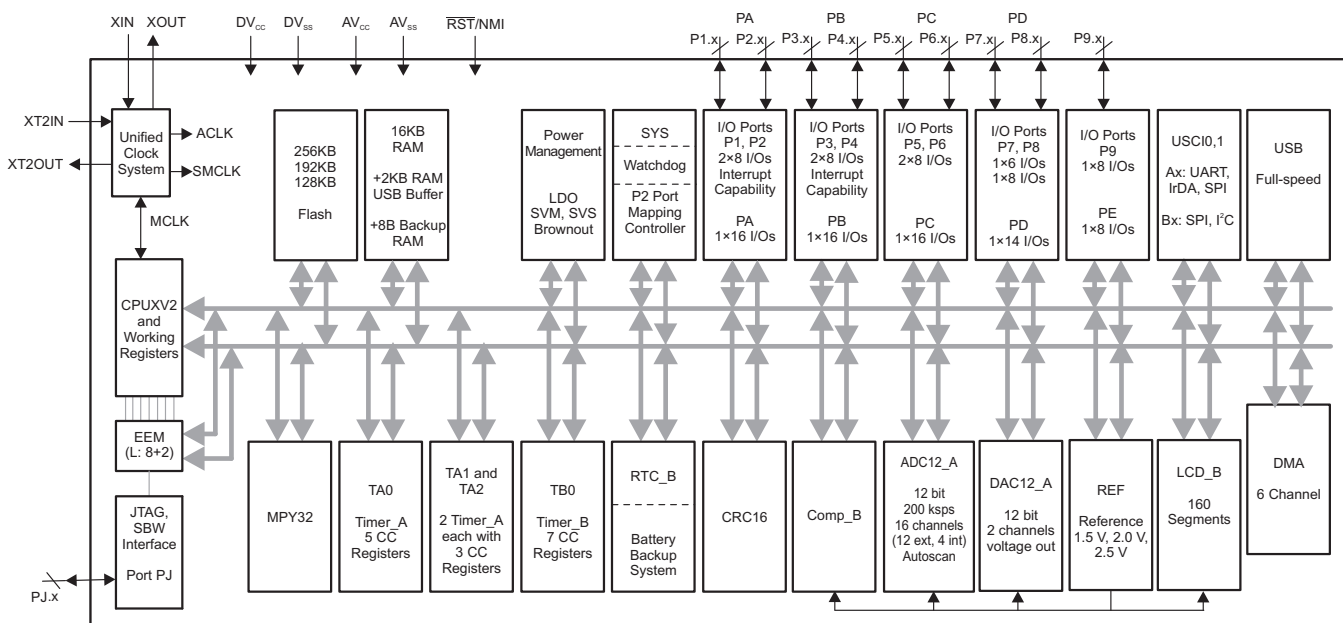 XIN XOUT DVCC DVSS AVCC AVSS RST/NMI PA PB PC PD
P1.x P2.x P3.x P4.x P5.x P6.x P7.x P8.x P9.x
XT2IN
XT2OUT
Unified
Clock
System
ACLK
SMCLK
MCLK
256KB
192KB
128KB
Flash
16KB
RAM
+2KB RAM
USB Buffer
+8B Backup
RAM
Power
Management
LDO
SVM, SVS
Brownout
SYS
Watchdog
P2 Port
Mapping
Controller
I/O Ports
P1, P2
2×8 I/Os
Interrupt
Capability
PA
1×16 I/Os
I/O Ports
P3, P4
2×8 I/Os
Interrupt
Capability
PB
1×16 I/Os
I/O Ports
P5, P6
2×8 I/Os
PC
1×16 I/Os
I/O Ports
P7, P8
1×6 I/Os
1×8 I/Os
PD
1×14 I/Os
I/O Ports
P9
1×8 I/Os
PE
1×8 I/Os
USCI0,1
Ax: UART,
IrDA, SPI
Bx: SPI, I²C
USB
Full-speed
CPUXV2
and
Working
Registers
EEM
(L: 8+2)
JTAG,
SBW
Interface
Port PJ
PJ.x
MPY32
TA0
Timer_A
5 CC
Registers
TA1 and
TA2
2 Timer_A
each with
3 CC
Registers
TB0
Timer_B
7 CC
Registers
RTC_B
Battery
Backup
System
CRC16
Comp_B
ADC12_A
12 bit
200 ksps
16 channels
(12 ext, 4 int)
Autoscan
DAC12_A
12 bit
2 channels
voltage out
REF
Reference
1.5 V, 2.0 V,
2.5 V
LCD_B
160
Segments
DMA
6 Channel